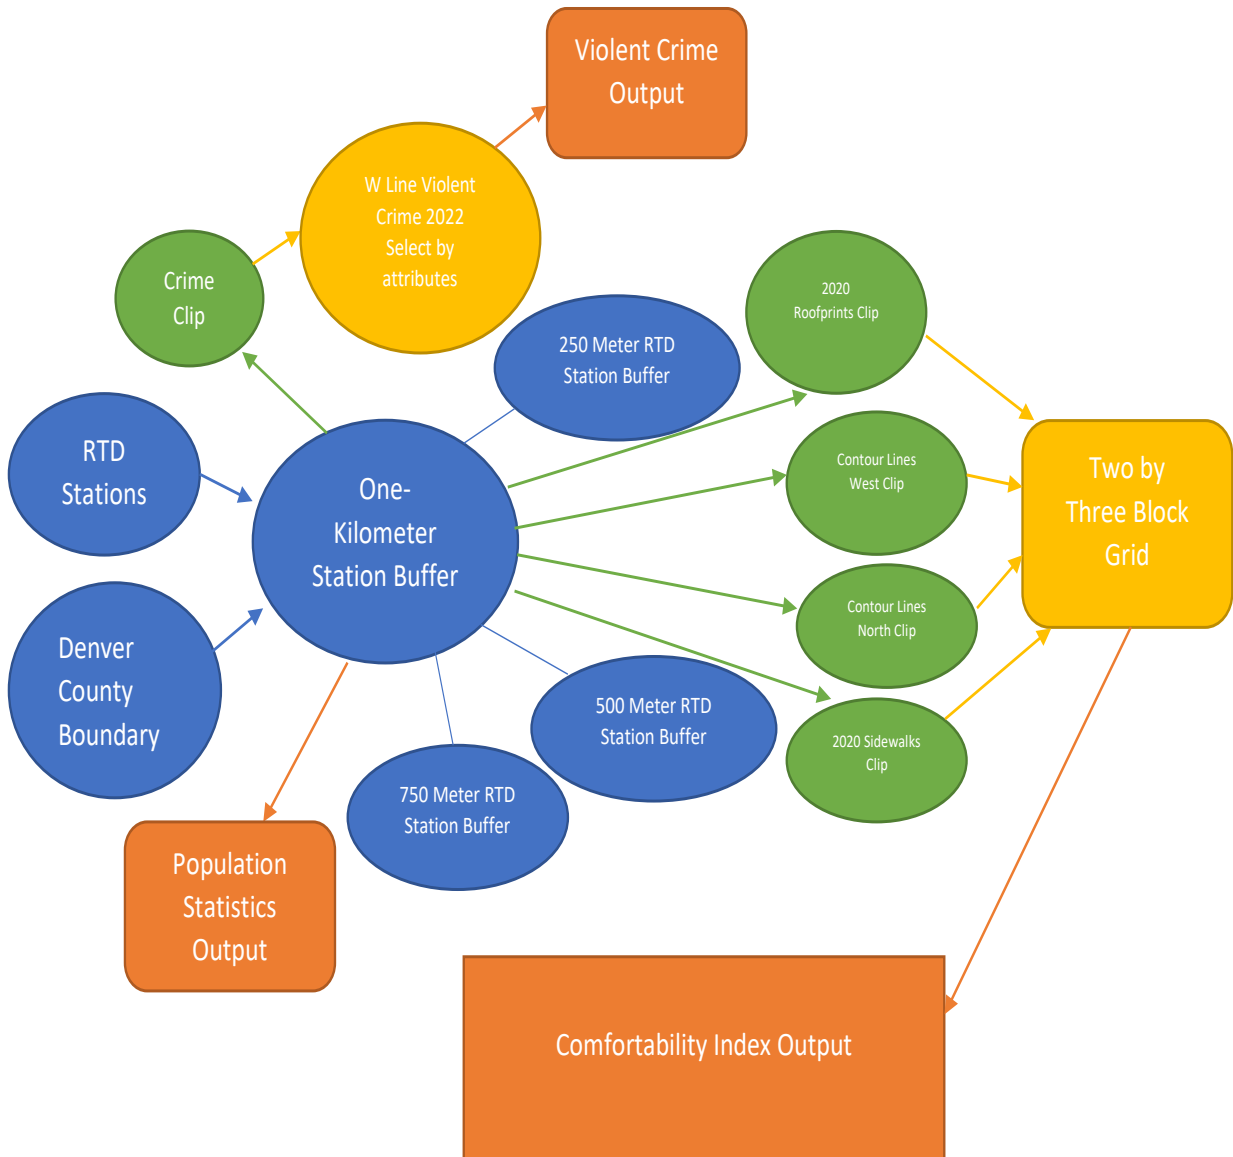 Violent Crime
Output
W Line Violent
Crime 2022
Select by
attributes
Crime
Clip
2020
Roofprints Clip
250 Meter RTD
Station Buffer
RTD
Stations
One-
Kilometer
Station Buffer
Contour Lines
West Clip
Two by
Three Block
Grid
Contour Lines
North Clip
Denver
County
Boundary
500 Meter RTD
Station Buffer
2020 Sidewalks
Clip
750 Meter RTD
Station Buffer
Population
Statistics
Output
Comfortability Index Output